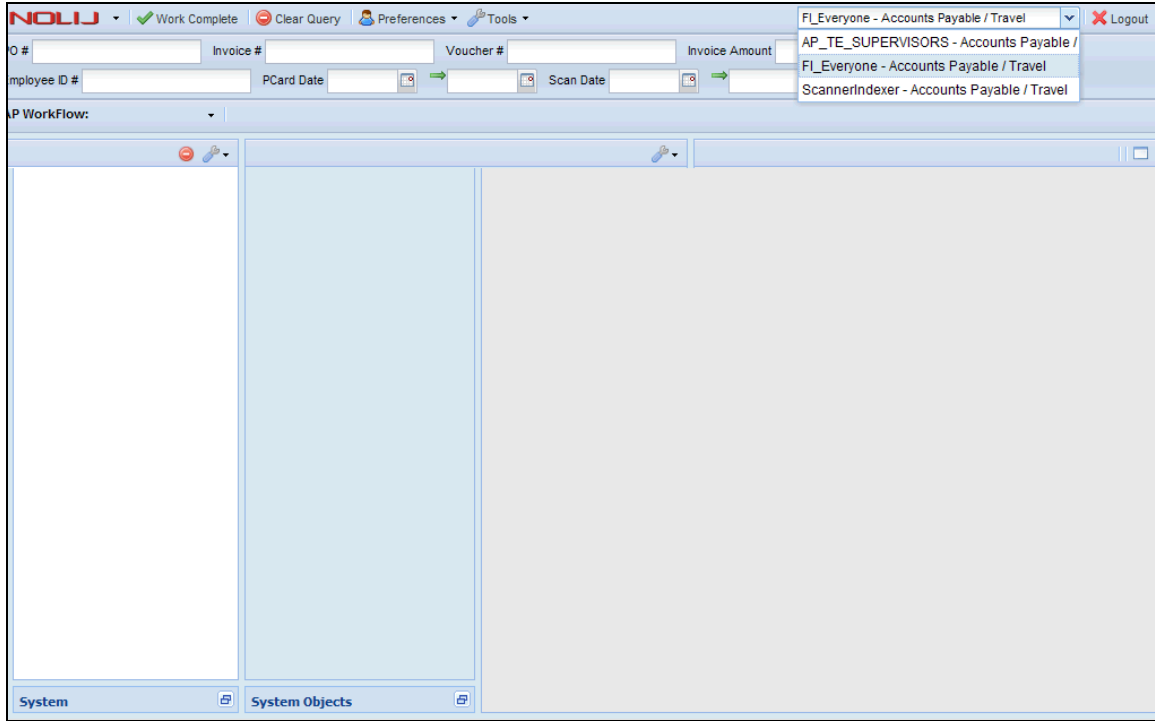 NOLIJ Work Complete Clear Query Preferences Tools FI_Everyone - Accounts Payable / Travel Logout
PO # Invoice # Voucher # Invoice Amount
AP_TE_SUPERVISORS - Accounts Payable /
FI_Everyone - Accounts Payable / Travel
ScannerIndexer - Accounts Payable / Travel
mployee ID # PCard Date Scan Date
AP WorkFlow:
System System Objects